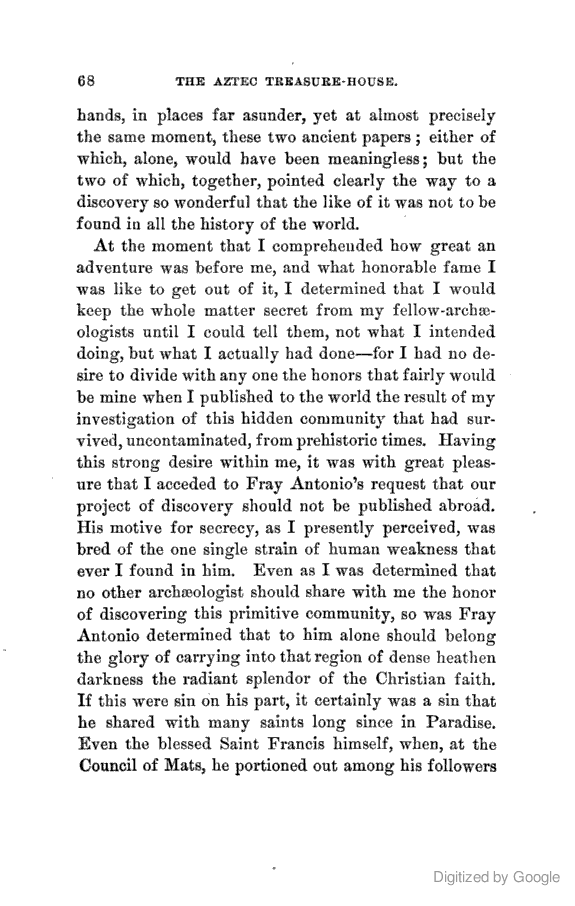 68 THE AZTEC TREASURE-HOUSE.
hands, in places far asunder, yet at almost precisely
the same moment, these two ancient papers ; either of
which, alone, would have been meaningless; but the
two of which, together, pointed clearly the way to a
discovery so wonderful that the like of it was not to be
found in all the history of the world.
At the moment that I comprehended how great an
adventure was before me, and what honorable fame I
was like to get out of it, I determined that I would
keep the whole matter secret from my fellow-archæ-
ologists until I could tell them, not what I intended
doing, but what I actually had done—for I had no de-
sire to divide with any one the honors that fairly would
be mine when I published to the world the result of my
investigation of this hidden community that had sur-
vived, uncontaminated, from prehistoric times. Having
this strong desire within me, it was with great pleas-
ure that I acceded to Fray Antonio's request that our
project of discovery should not be published abroad.
His motive for secrecy, as I presently perceived, was
bred of the one single strain of human weakness that
ever I found in him. Even as I was determined that
no other archæologist should share with me the honor
of discovering this primitive community, so was Fray
Antonio determined that to him alone should belong
the glory of carrying into that region of dense heathen
darkness the radiant splendor of the Christian faith.
If this were sin on his part, it certainly was a sin that
he shared with many saints long since in Paradise.
Even the blessed Saint Francis himself, when, at the
Council of Mats, he portioned out among his followers
Digitized by Google